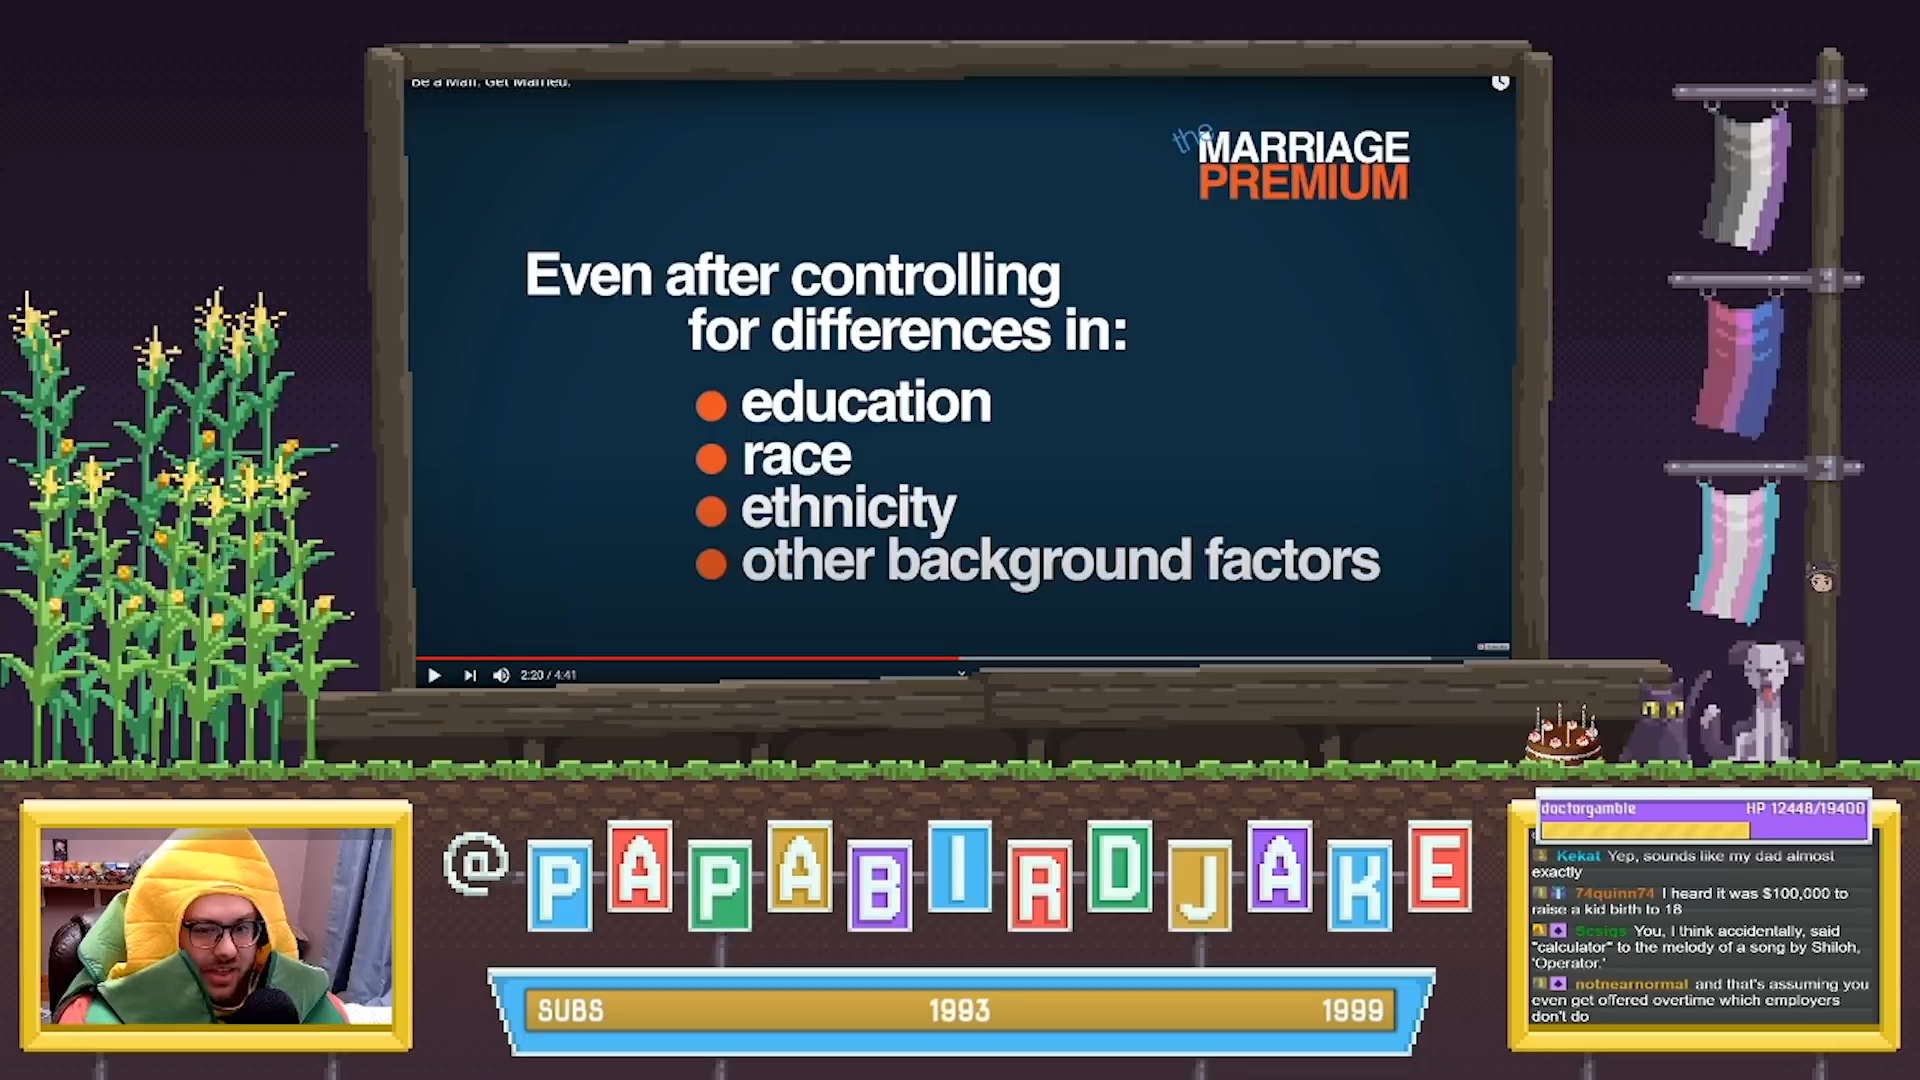 Be a Man. Get Married.
the
MARRIAGE
PREMIUM
Even after controlling
for differences in:
education
race
ethnicity
other background factors
2:20 / 4:41
@PAPABIRDJAKE
SUBS 1993 1999
doctorgamble HP 12448/19400
Kekat Yep, sounds like my dad almost
exactly
74quinn74 I heard it was $100,000 to
raise a kid birth to 18
Scsigs You, I think accidentally, said
"calculator" to the melody of a song by Shiloh,
'Operator.'
notnearnormal and that's assuming you
even get offered overtime which employers
don't do